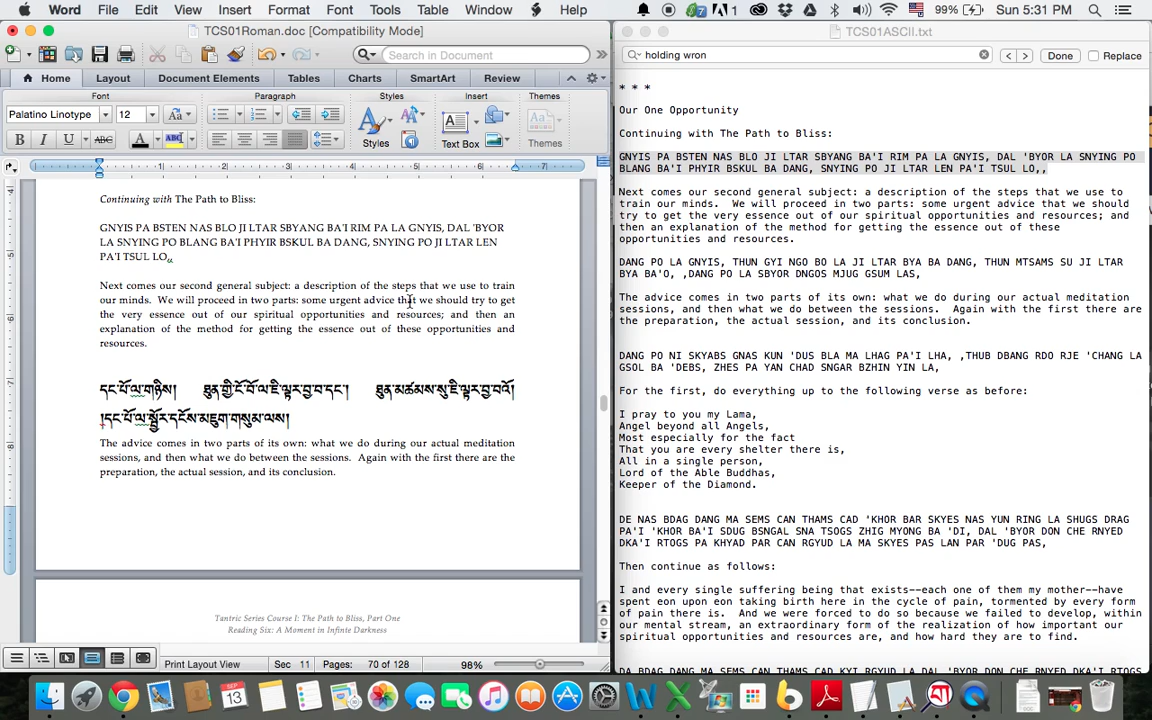 Word File Edit View Insert Format Font Tools Table Window Help
99% Sun 5:31 PM
TCS01Roman.doc [Compatibility Mode]
Search in Document
Home Layout Document Elements Tables Charts SmartArt Review
Font Paragraph Styles Insert Themes
Palatino Linotype 12
Styles Text Box Themes
Continuing with The Path to Bliss:
GNYIS PA BSTEN NAS BLO JI LTAR SBYANG BA'I RIM PA LA GNYIS, DAL 'BYOR
LA SNYING PO BLANG BA'I PHYIR BSKUL BA DANG, SNYING PO JI LTAR LEN
PA'I TSUL LO,,
Next comes our second general subject: a description of the steps that we use to train
our minds. We will proceed in two parts: some urgent advice that we should try to get
the very essence out of our spiritual opportunities and resources; and then an
explanation of the method for getting the essence out of these opportunities and
resources.
དང་པོ་ལ་གཉིས། ཐུན་གྱི་ངོ་བོ་ལ་ཇི་ལྟར་བྱ་བ་དང་། ཐུན་མཚམས་སུ་ཇི་ལྟར་བྱ་བའོ།
།དང་པོ་ལ་སྦྱོར་དངོས་མཇུག་གསུམ་ལས།
The advice comes in two parts of its own: what we do during our actual meditation
sessions, and then what we do between the sessions. Again with the first there are the
preparation, the actual session, and its conclusion.
Tantric Series Course I: The Path to Bliss, Part One
Reading Six: A Moment in Infinte Darkness
Print Layout View Sec 11 Pages: 70 of 128 98%
TCS01ASCII.txt
holding wron Done Replace
* * *
Our One Opportunity
Continuing with The Path to Bliss:
GNYIS PA BSTEN NAS BLO JI LTAR SBYANG BA'I RIM PA LA GNYIS, DAL 'BYOR LA SNYING PO
BLANG BA'I PHYIR BSKUL BA DANG, SNYING PO JI LTAR LEN PA'I TSUL LO,,
Next comes our second general subject: a description of the steps that we use to
train our minds. We will proceed in two parts: some urgent advice that we should
try to get the very essence out of our spiritual opportunities and resources; and
then an explanation of the method for getting the essence out of these
opportunities and resources.
DANG PO LA GNYIS, THUN GYI NGO BO LA JI LTAR BYA BA DANG, THUN MTSAMS SU JI LTAR
BYA BA'O, ,DANG PO LA SBYOR DNGOS MJUG GSUM LAS,
The advice comes in two parts of its own: what we do during our actual meditation
sessions, and then what we do between the sessions. Again with the first there are
the preparation, the actual session, and its conclusion.
DANG PO NI SKYABS GNAS KUN 'DUS BLA MA LHAG PA'I LHA, ,THUB DBANG RDO RJE 'CHANG LA
GSOL BA 'DEBS, ZHES PA YAN CHAD SNGAR BZHIN YIN LA,
For the first, do everything up to the following verse as before:
I pray to you my Lama,
Angel beyond all Angels,
Most especially for the fact
That you are every shelter there is,
All in a single person,
Lord of the Able Buddhas,
Keeper of the Diamond.
DE NAS BDAG DANG MA SEMS CAN THAMS CAD 'KHOR BAR SKYES NAS YUN RING LA SHUGS DRAG
PA'I 'KHOR BA'I SDUG BSNGAL SNA TSOGS ZHIG MYONG BA 'DI, DAL 'BYOR DON CHE RNYED
DKA'I RTOGS PA KHYAD PAR CAN RGYUD LA MA SKYES PAS LAN PAR 'DUG PAS,
Then continue as follows:
I and every single suffering being that exists--each one of them my mother--have
spent eon upon eon taking birth here in the cycle of pain, tormented by every form
of pain there is. And we were forced to do so because we failed to develop, within
our mental stream, an extraordinary form of the realization of how important our
spiritual opportunities and resources are, and how hard they are to find.
DA BDAG DANG MA SEMS CAN THAMS CAD KYI RGYUD LA DAL 'BYOR DON CHE RNYED DKA'I RTOGS